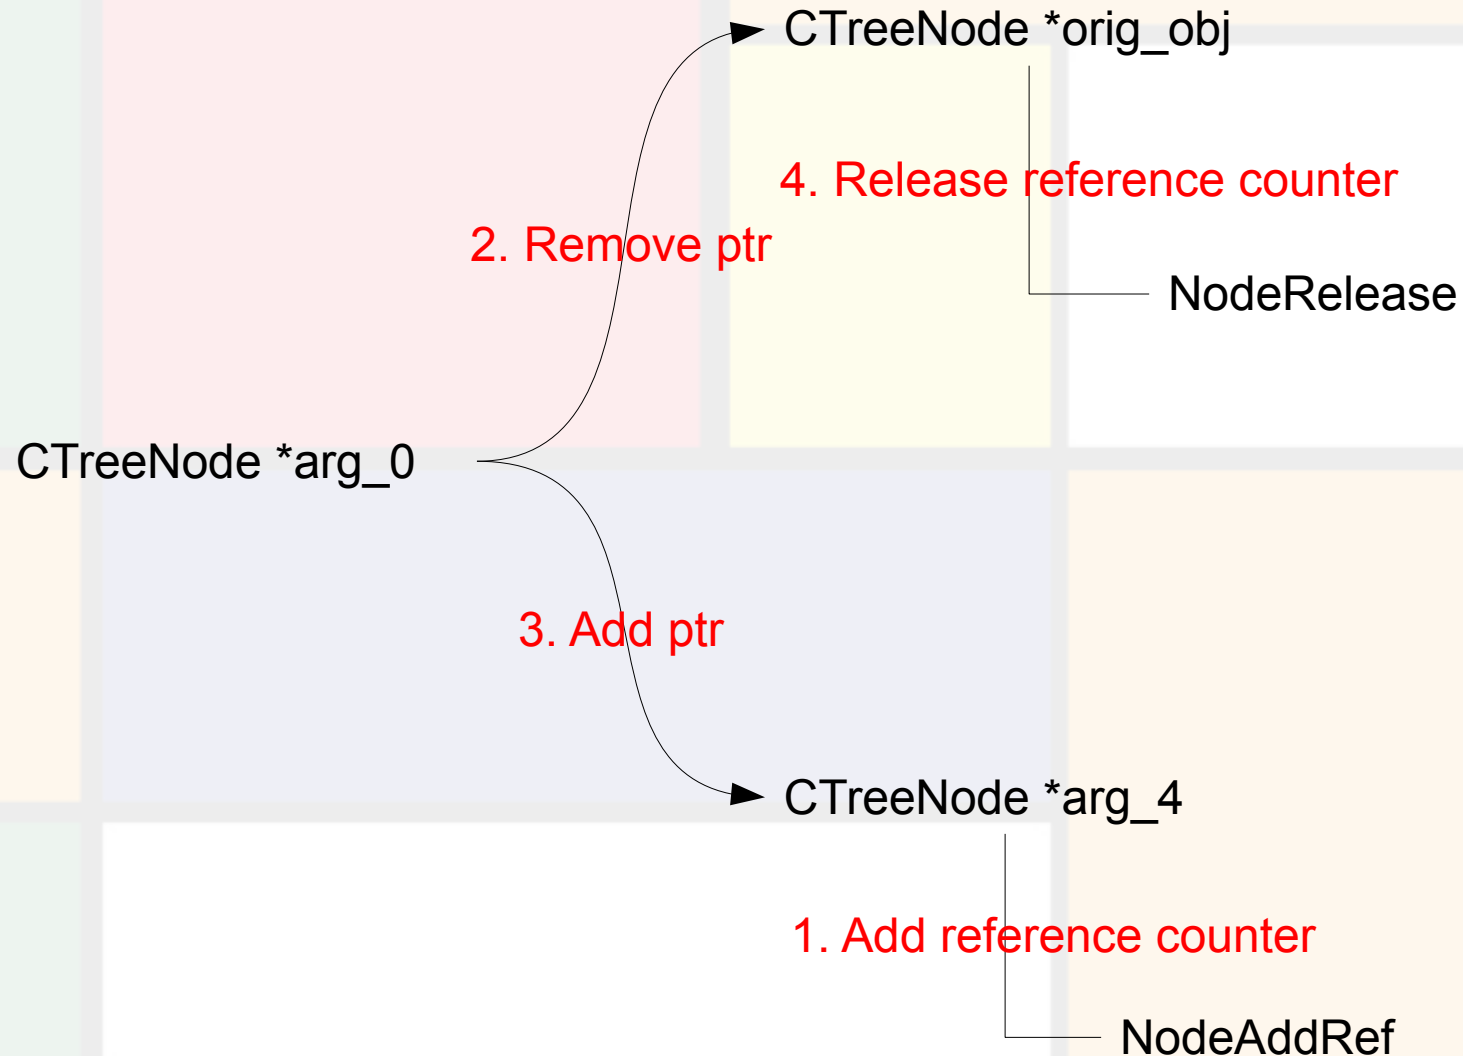 CTreeNode *orig_obj
4. Release reference counter
2. Remove ptr
NodeRelease
CTreeNode *arg_0
3. Add ptr
CTreeNode *arg_4
1. Add reference counter
NodeAddRef